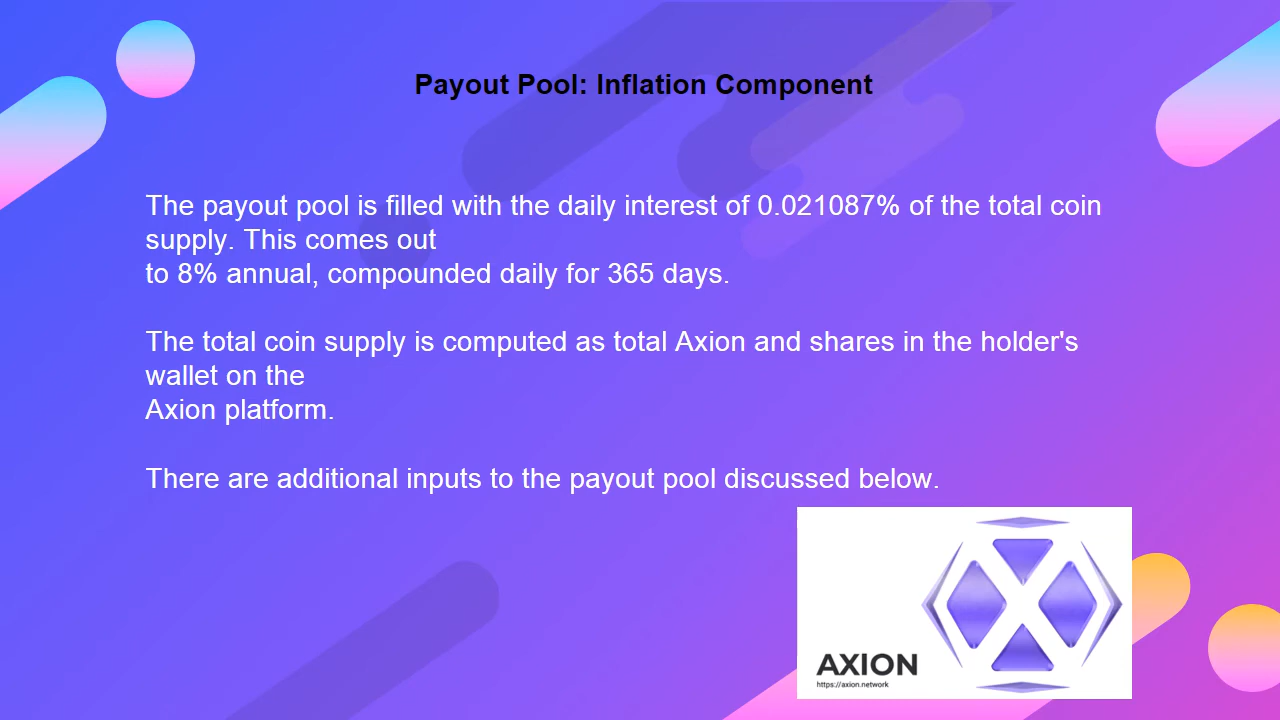 Payout Pool: Inflation Component
The payout pool is filled with the daily interest of 0.021087% of the total coin
supply. This comes out
to 8% annual, compounded daily for 365 days.
The total coin supply is computed as total Axion and shares in the holder's
wallet on the
Axion platform.
There are additional inputs to the payout pool discussed below.
AXION
https://axion.network